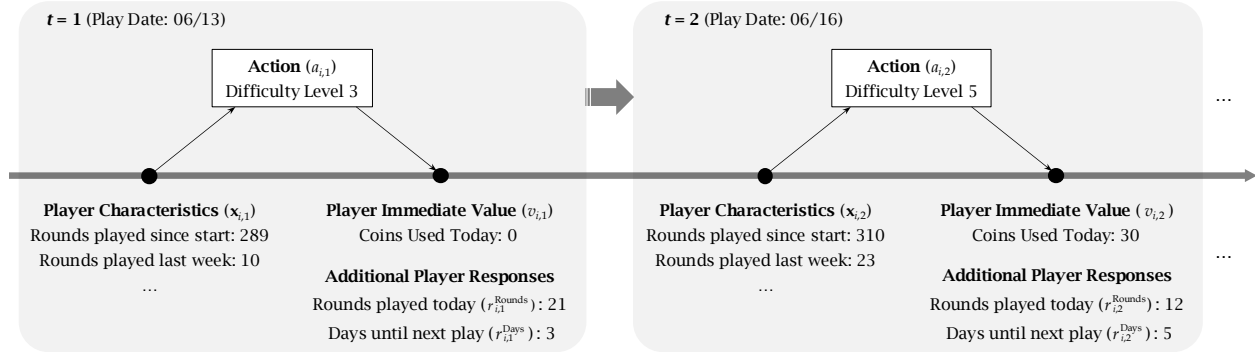 t = 1 (Play Date: 06/13)
Action (a_{i,1})
Difficulty Level 3
Player Characteristics (x_{i,1})
Rounds played since start: 289
Rounds played last week: 10
...
Player Immediate Value (v_{i,1})
Coins Used Today: 0
Additional Player Responses
Rounds played today (r_{i,1}^{Rounds}) : 21
Days until next play (r_{i,1}^{Days}) : 3
t = 2 (Play Date: 06/16)
Action (a_{i,2})
Difficulty Level 5
Player Characteristics (x_{i,2})
Rounds played since start: 310
Rounds played last week: 23
...
Player Immediate Value (v_{i,2})
Coins Used Today: 30
Additional Player Responses
Rounds played today (r_{i,2}^{Rounds}) : 12
Days until next play (r_{i,2}^{Days}) : 5
...
...